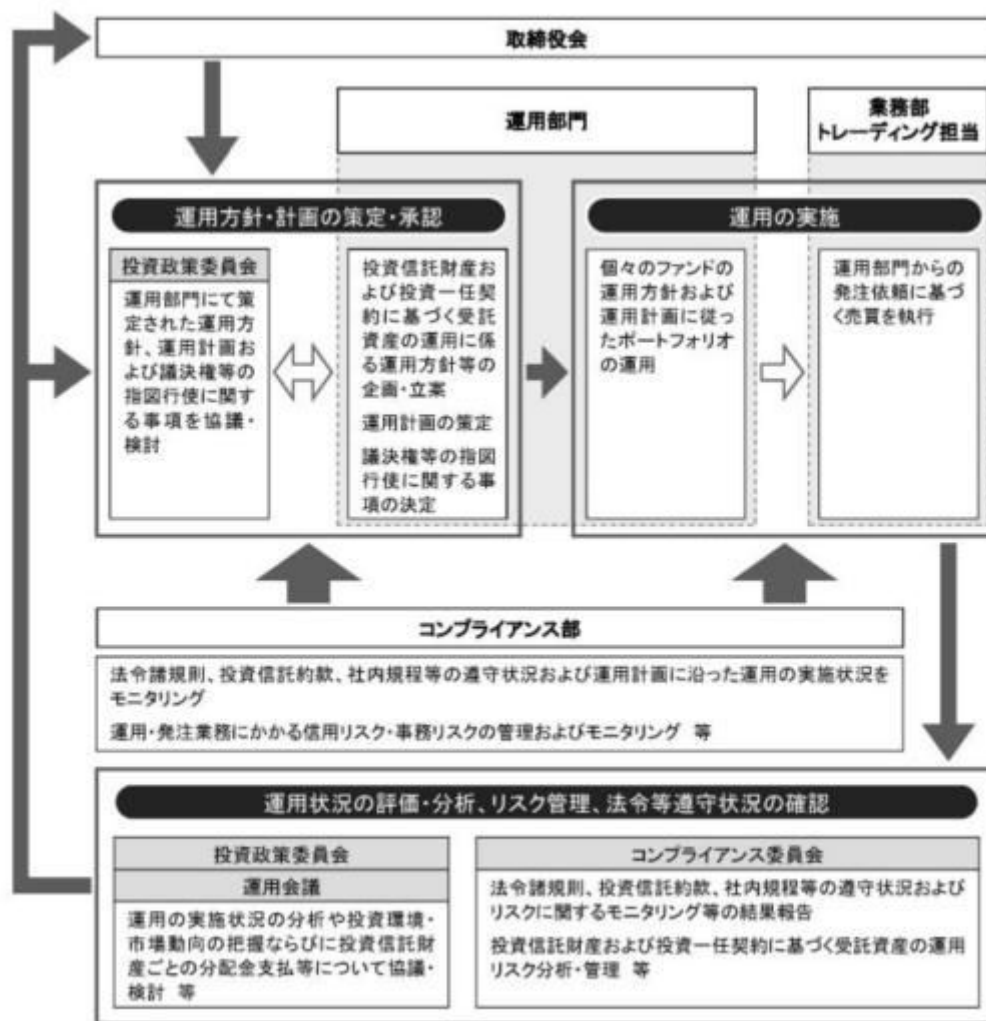 取締役会
運用部門
業務部
トレーディング担当
運用方針・計画の策定・承認
投資政策委員会
運用部門にて策
定された運用方
針、運用計画お
よび議決権等の
指図行使に関す
る事項を協議・
検討
投資信託財産お
よび投資一任契
約に基づく受託
資産の運用に係
る運用方針等の
企画・立案
運用計画の策定
議決権等の指図
行使に関する事
項の決定
運用の実施
個々のファンドの
運用方針および
運用計画に従っ
たポートフォリオ
の運用
運用部門からの
発注依頼に基づ
く売買を執行
コンプライアンス部
法令諸規則、投資信託約款、社内規程等の遵守状況および運用計画に沿った運用の実施状況を
モニタリング
運用・発注業務にかかる信用リスク・事務リスクの管理およびモニタリング 等
運用状況の評価・分析、リスク管理、法令等遵守状況の確認
投資政策委員会
運用会議
運用の実施状況の分析や投資環境・
市場動向の把握ならびに投資信託財
産ごとの分配金支払等について協議・
検討 等
コンプライアンス委員会
法令諸規則、投資信託約款、社内規程等の遵守状況および
リスクに関するモニタリング等の結果報告
投資信託財産および投資一任契約に基づく受託資産の運用
リスク分析・管理 等